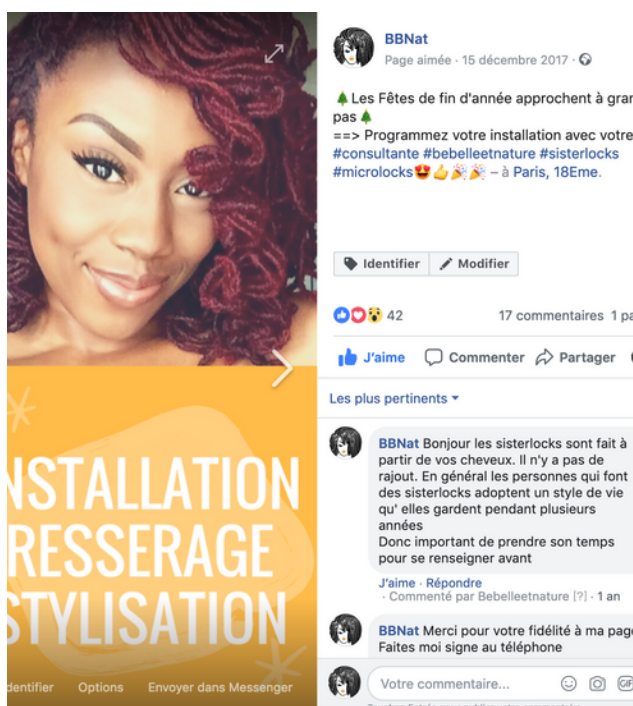 BBNat
Page aimée · 15 décembre 2017 ·
Les Fêtes de fin d'année approchent à
pas
==> Programmez votre installation avec votre
#consultante #bebelleetnature #sisterlocks
#microlocks – à Paris, 18Eme.
Identifier Modifier
42 17 commentaires 1
J'aime Commenter Partager
Les plus pertinents
BBNat Bonjour les sisterlocks sont fait à
partir de vos cheveux. Il n'y a pas de
rajout. En général les personnes qui font
des sisterlocks adoptent un style de vie
qu' elles gardent pendant plusieurs
années
Donc important de prendre son temps
pour se renseigner avant
J'aime · Répondre
· Commenté par Bebelleetnature [?] · 1 an
BBNat Merci pour votre fidélité à ma page
Faites moi signe au téléphone
Votre commentaire...
GIF
INSTALLATION
RESSERAGE
STYLISATION
Identifier Options Envoyer dans Messenger